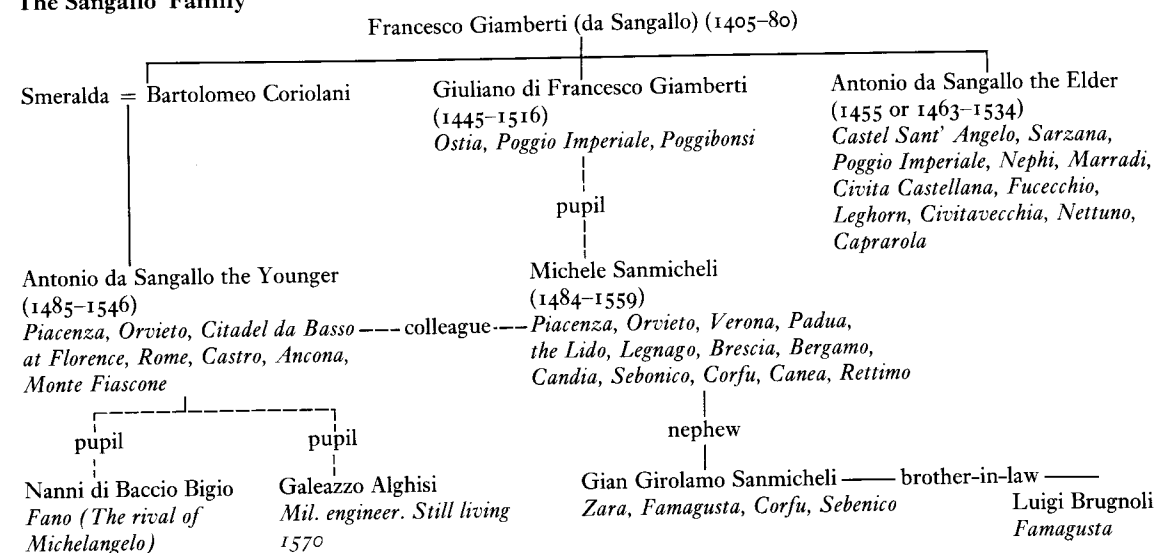 The Sangallo Family
Francesco Giamberti (da Sangallo) (1405–80)
Smeralda = Bartolomeo Coriolani
Giuliano di Francesco Giamberti
(1445–1516)
Ostia, Poggio Imperiale, Poggibonsi
Antonio da Sangallo the Elder
(1455 or 1463–1534)
Castel Sant' Angelo, Sarzana,
Poggio Imperiale, Nephi, Marradi,
Civita Castellana, Fucecchio,
Leghorn, Civitavecchia, Nettuno,
Caprarola
pupil
Antonio da Sangallo the Younger
(1485–1546)
Piacenza, Orvieto, Citadel da Basso
at Florence, Rome, Castro, Ancona,
Monte Fiascone
colleague
Michele Sanmicheli
(1484–1559)
Piacenza, Orvieto, Verona, Padua,
the Lido, Legnago, Brescia, Bergamo,
Candia, Sebonico, Corfu, Canea, Rettimo
pupil
pupil
nephew
Nanni di Baccio Bigio
Fano (The rival of
Michelangelo)
Galeazzo Alghisi
Mil. engineer. Still living
1570
Gian Girolamo Sanmicheli
Zara, Famagusta, Corfu, Sebenico
brother-in-law
Luigi Brugnoli
Famagusta